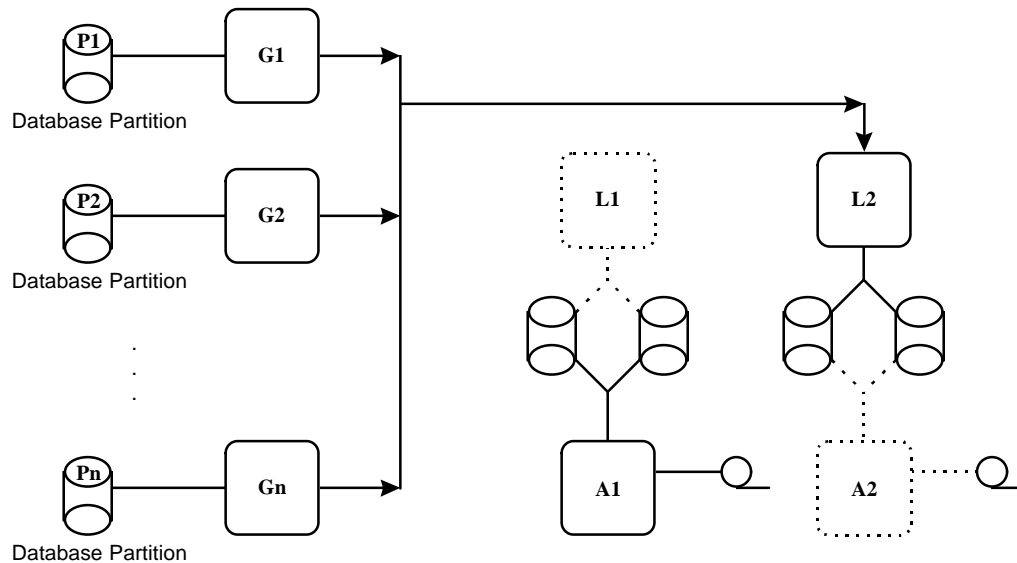 P1
G1
Database Partition
L1
L2
P2
G2
Database Partition
.
.
.
Pn
Gn
A1
A2
Database Partition